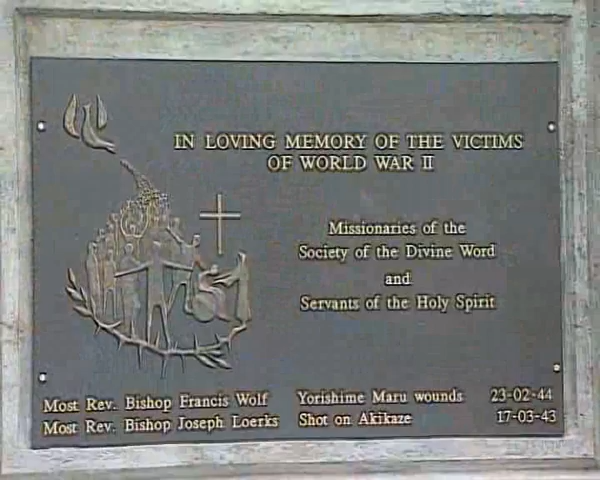 IN LOVING MEMORY OF THE VICTIMS
OF WORLD WAR II
Missionaries of the
Society of the Divine Word
and
Servants of the Holy Spirit
Most Rev. Bishop Francis Wolf Yorishime Maru wounds 23-02-44
Most Rev. Bishop Joseph Loerks Shot on Akikaze 17-03-43